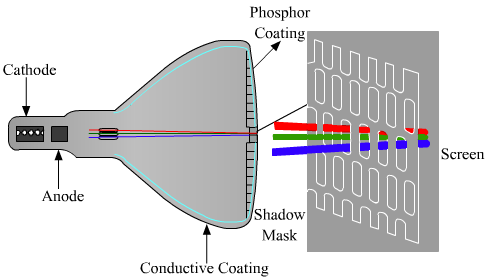 Phosphor
Coating
Cathode
Anode
Screen
Shadow
Mask
Conductive Coating